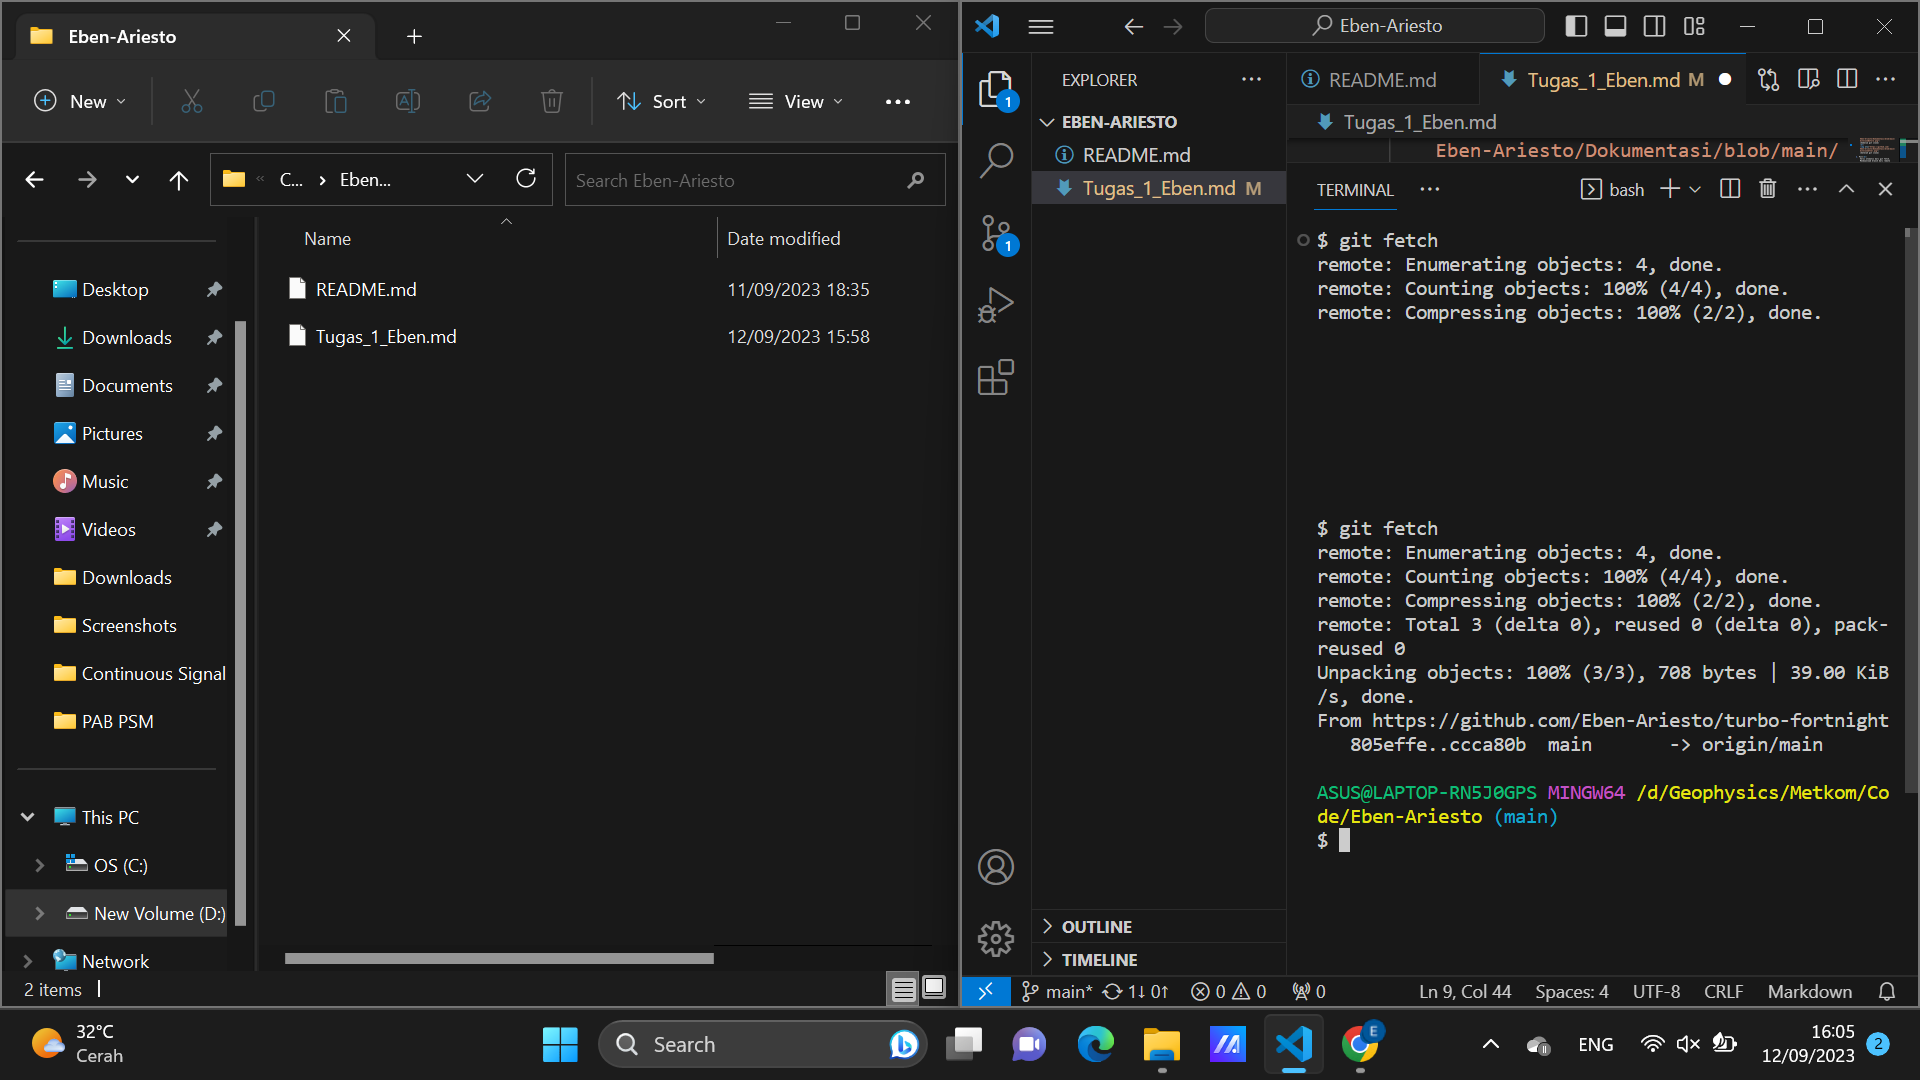 Eben-Ariesto
New
Sort
View
C...
Eben...
Search Eben-Ariesto
Name
Date modified
README.md
11/09/2023 18:35
Tugas_1_Eben.md
12/09/2023 15:58
Desktop
Downloads
Documents
Pictures
Music
Videos
Downloads
Screenshots
Continuous Signal
PAB PSM
This PC
OS (C:)
New Volume (D:)
Network
2 items
Eben-Ariesto
EXPLORER
EBEN-ARIESTO
README.md
Tugas_1_Eben.md M
1
1
OUTLINE
TIMELINE
README.md
Tugas_1_Eben.md M
Tugas_1_Eben.md
Eben-Ariesto/Dokumentasi/blob/main/
TERMINAL
bash
$ git fetch
remote: Enumerating objects: 4, done.
remote: Counting objects: 100% (4/4), done.
remote: Compressing objects: 100% (2/2), done.
$ git fetch
remote: Enumerating objects: 4, done.
remote: Counting objects: 100% (4/4), done.
remote: Compressing objects: 100% (2/2), done.
remote: Total 3 (delta 0), reused 0 (delta 0), pack-
reused 0
Unpacking objects: 100% (3/3), 708 bytes | 39.00 KiB
/s, done.
From https://github.com/Eben-Ariesto/turbo-fortnight
805effe..ccca80b main -> origin/main
ASUS@LAPTOP-RN5J0GPS MINGW64 /d/Geophysics/Metkom/Co
de/Eben-Ariesto (main)
$
main* 1↓ 0↑ 0 0 0
Ln 9, Col 44 Spaces: 4 UTF-8 CRLF Markdown
32°C
Cerah
Search
E
ENG
16:05
12/09/2023
2